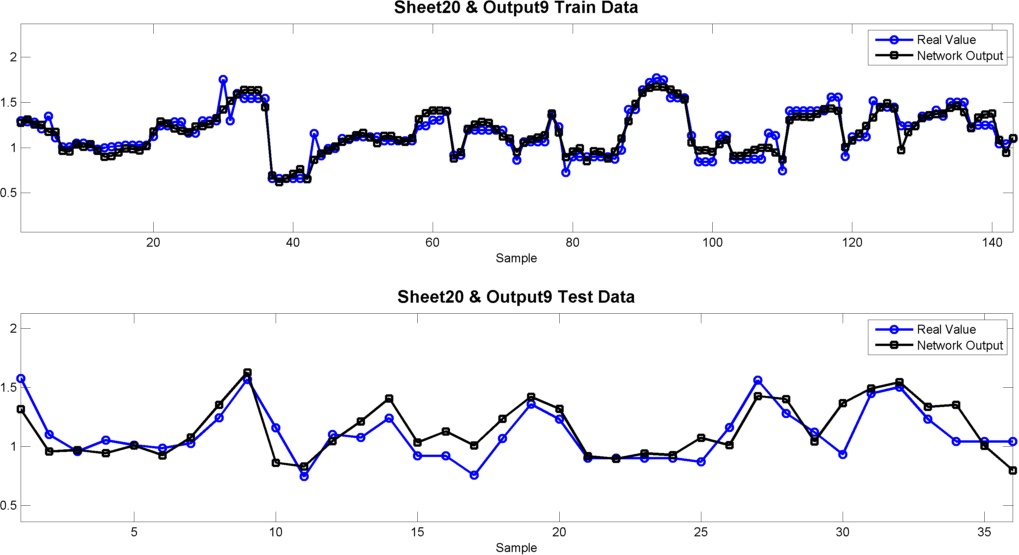 Sheet20 & Output9 Train Data
Real Value
Network Output
2
1.5
1
0.5
20 40 60 80 100 120 140
Sample
Sheet20 & Output9 Test Data
Real Value
Network Output
2
1.5
1
0.5
5 10 15 20 25 30 35
Sample